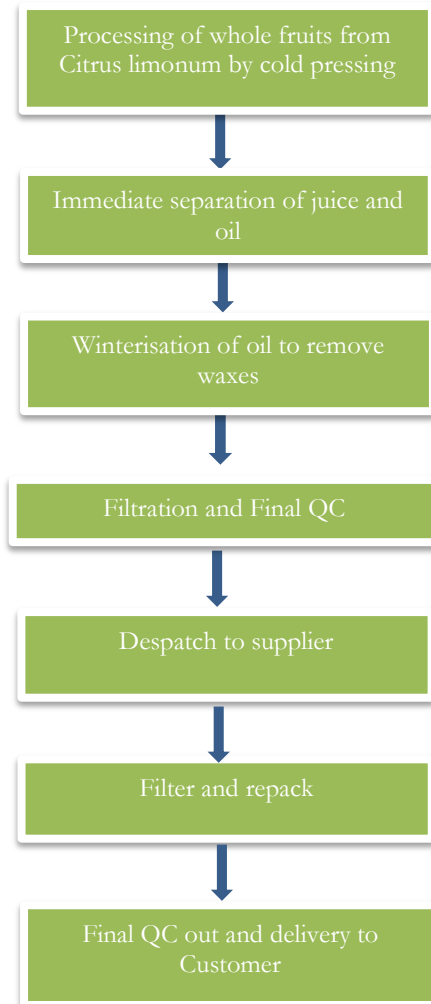 Processing of whole fruits from
Citrus limonum by cold pressing
Immediate separation of juice and
oil
Winterisation of oil to remove
waxes
Filtration and Final QC
Despatch to supplier
Filter and repack
Final QC out and delivery to
Customer